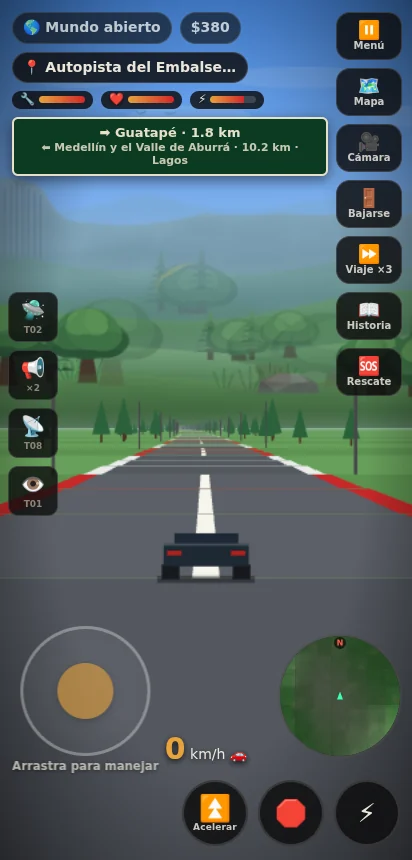 🌎 Mundo abierto
$380
📍 Autopista del Embalse...
➡ Guatapé · 1.8 km
⬅ Medellín y el Valle de Aburrá · 10.2 km ·
Lagos
Menú
Mapa
Cámara
Bajarse
Viaje ×3
Historia
SOS
Rescate
T02
×2
T08
T01
N
0 km/h
Arrastra para manejar
Acelerar